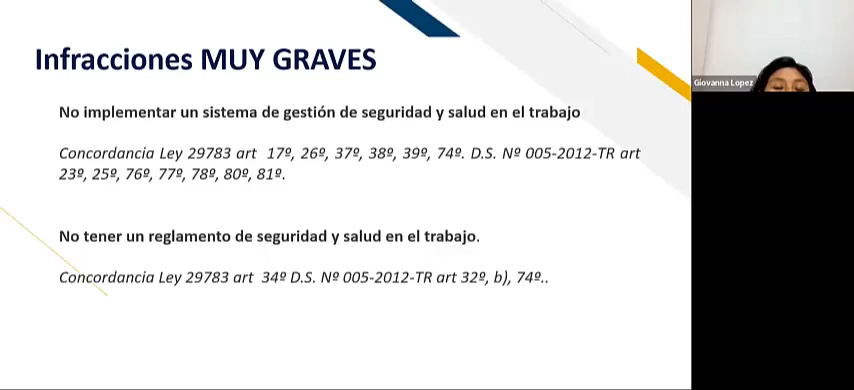 Infracciones MUY GRAVES
Giovanna Lopez
No implementar un sistema de gestión de seguridad y salud en el trabajo
Concordancia Ley 29783 art 17º, 26º, 37º, 38º, 39º, 74º. D.S. Nº 005-2012-TR art
23º, 25º, 76º, 77º, 78º, 80º, 81º.
No tener un reglamento de seguridad y salud en el trabajo.
Concordancia Ley 29783 art 34º D.S. Nº 005-2012-TR art 32º, b), 74º..